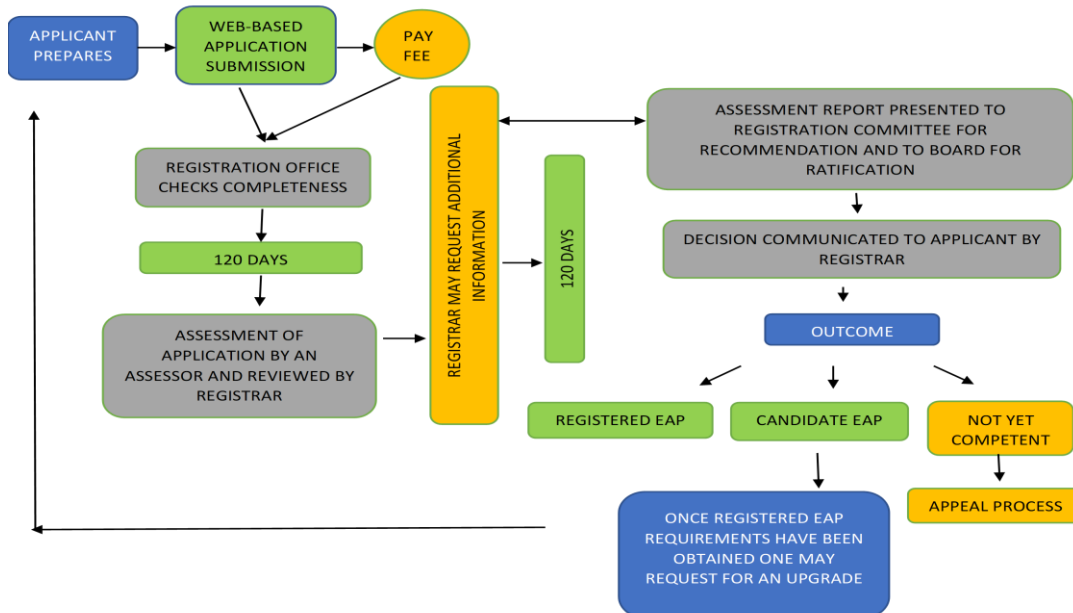 APPLICANT
PREPARES
WEB-BASED
APPLICATION
SUBMISSION
PAY
FEE
REGISTRATION OFFICE
CHECKS COMPLETENESS
120 DAYS
ASSESSMENT OF
APPLICATION BY AN
ASSESSOR AND REVIEWED BY
REGISTRAR
REGISTRAR MAY REQUEST ADDITIONAL
INFORMATION
120 DAYS
ASSESSMENT REPORT PRESENTED TO
REGISTRATION COMMITTEE FOR
RECOMMENDATION AND TO BOARD FOR
RATIFICATION
DECISION COMMUNICATED TO APPLICANT BY
REGISTRAR
OUTCOME
REGISTERED EAP
CANDIDATE EAP
NOT YET
COMPETENT
APPEAL PROCESS
ONCE REGISTERED EAP
REQUIREMENTS HAVE BEEN
OBTAINED ONE MAY
REQUEST FOR AN UPGRADE